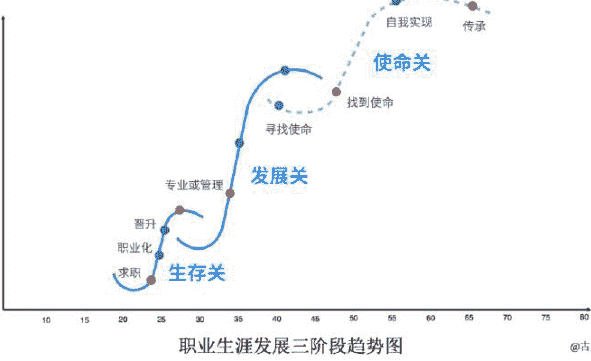 自我实现
传承
使命关
找到使命
寻找使命
发展关
专业或管理
晋升
职业化
求职
生存关
10 15 20 25 30 35 40 45 50 55 60 65 70 75 80
职业生涯发展三阶段趋势图
@古